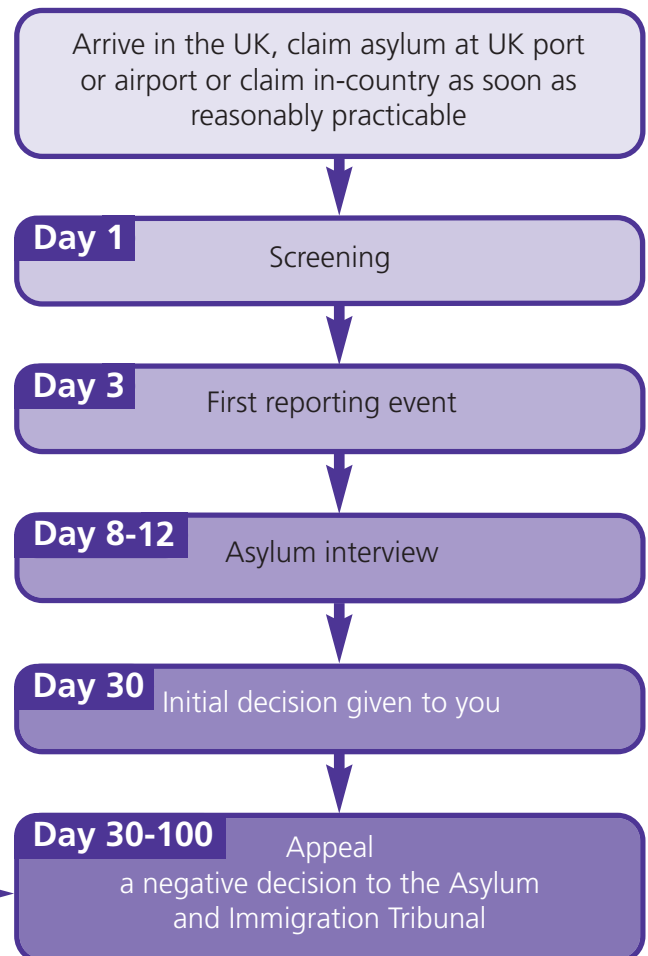 Arrive in the UK, claim asylum at UK port
or airport or claim in-country as soon as
reasonably practicable
Day 1
Screening
Day 3
First reporting event
Day 8-12
Asylum interview
Day 30
Initial decision given to you
Day 30-100
Appeal
a negative decision to the Asylum
and Immigration Tribunal